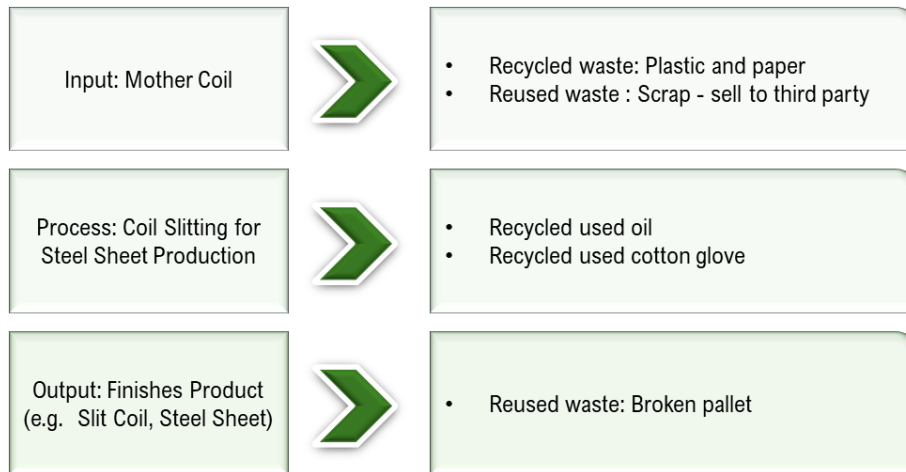 Input: Mother Coil
• Recycled waste: Plastic and paper
• Reused waste : Scrap - sell to third party
Process: Coil Slitting for
Steel Sheet Production
• Recycled used oil
• Recycled used cotton glove
Output: Finishes Product
(e.g. Slit Coil, Steel Sheet)
• Reused waste: Broken pallet